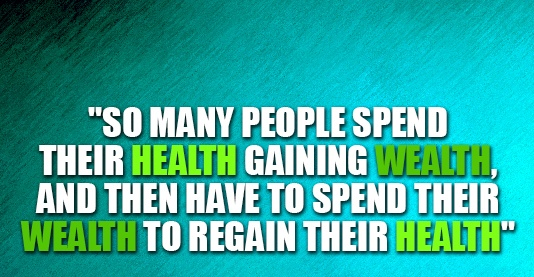 "SO MANY PEOPLE SPEND
THEIR HEALTH GAINING WEALTH,
AND THEN HAVE TO SPEND THEIR
WEALTH TO REGAIN THEIR HEALTH"